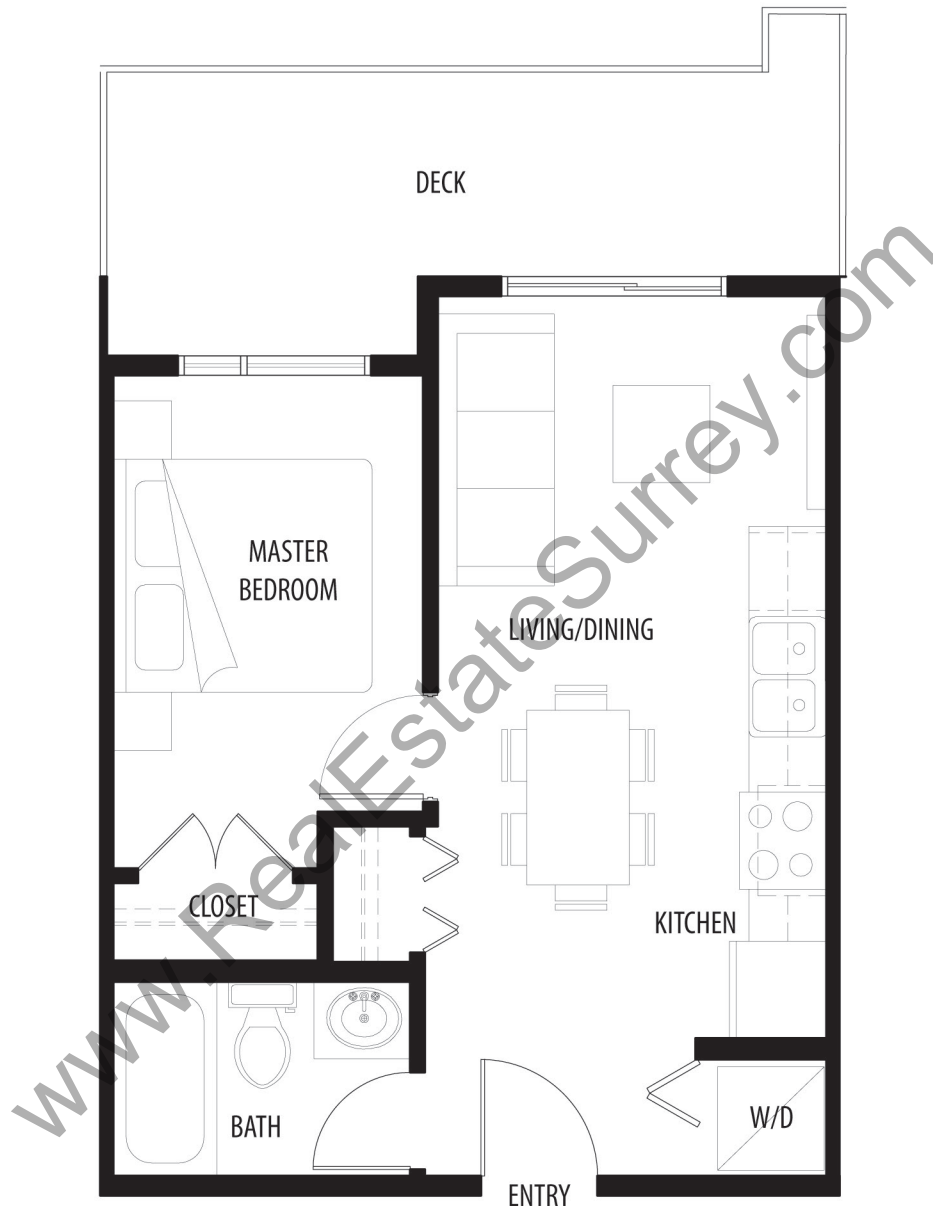 DECK
MASTER
BEDROOM
LIVING/DINING
KITCHEN
CLOSET
BATH
W/D
ENTRY
www.RealEstateSurrey.com